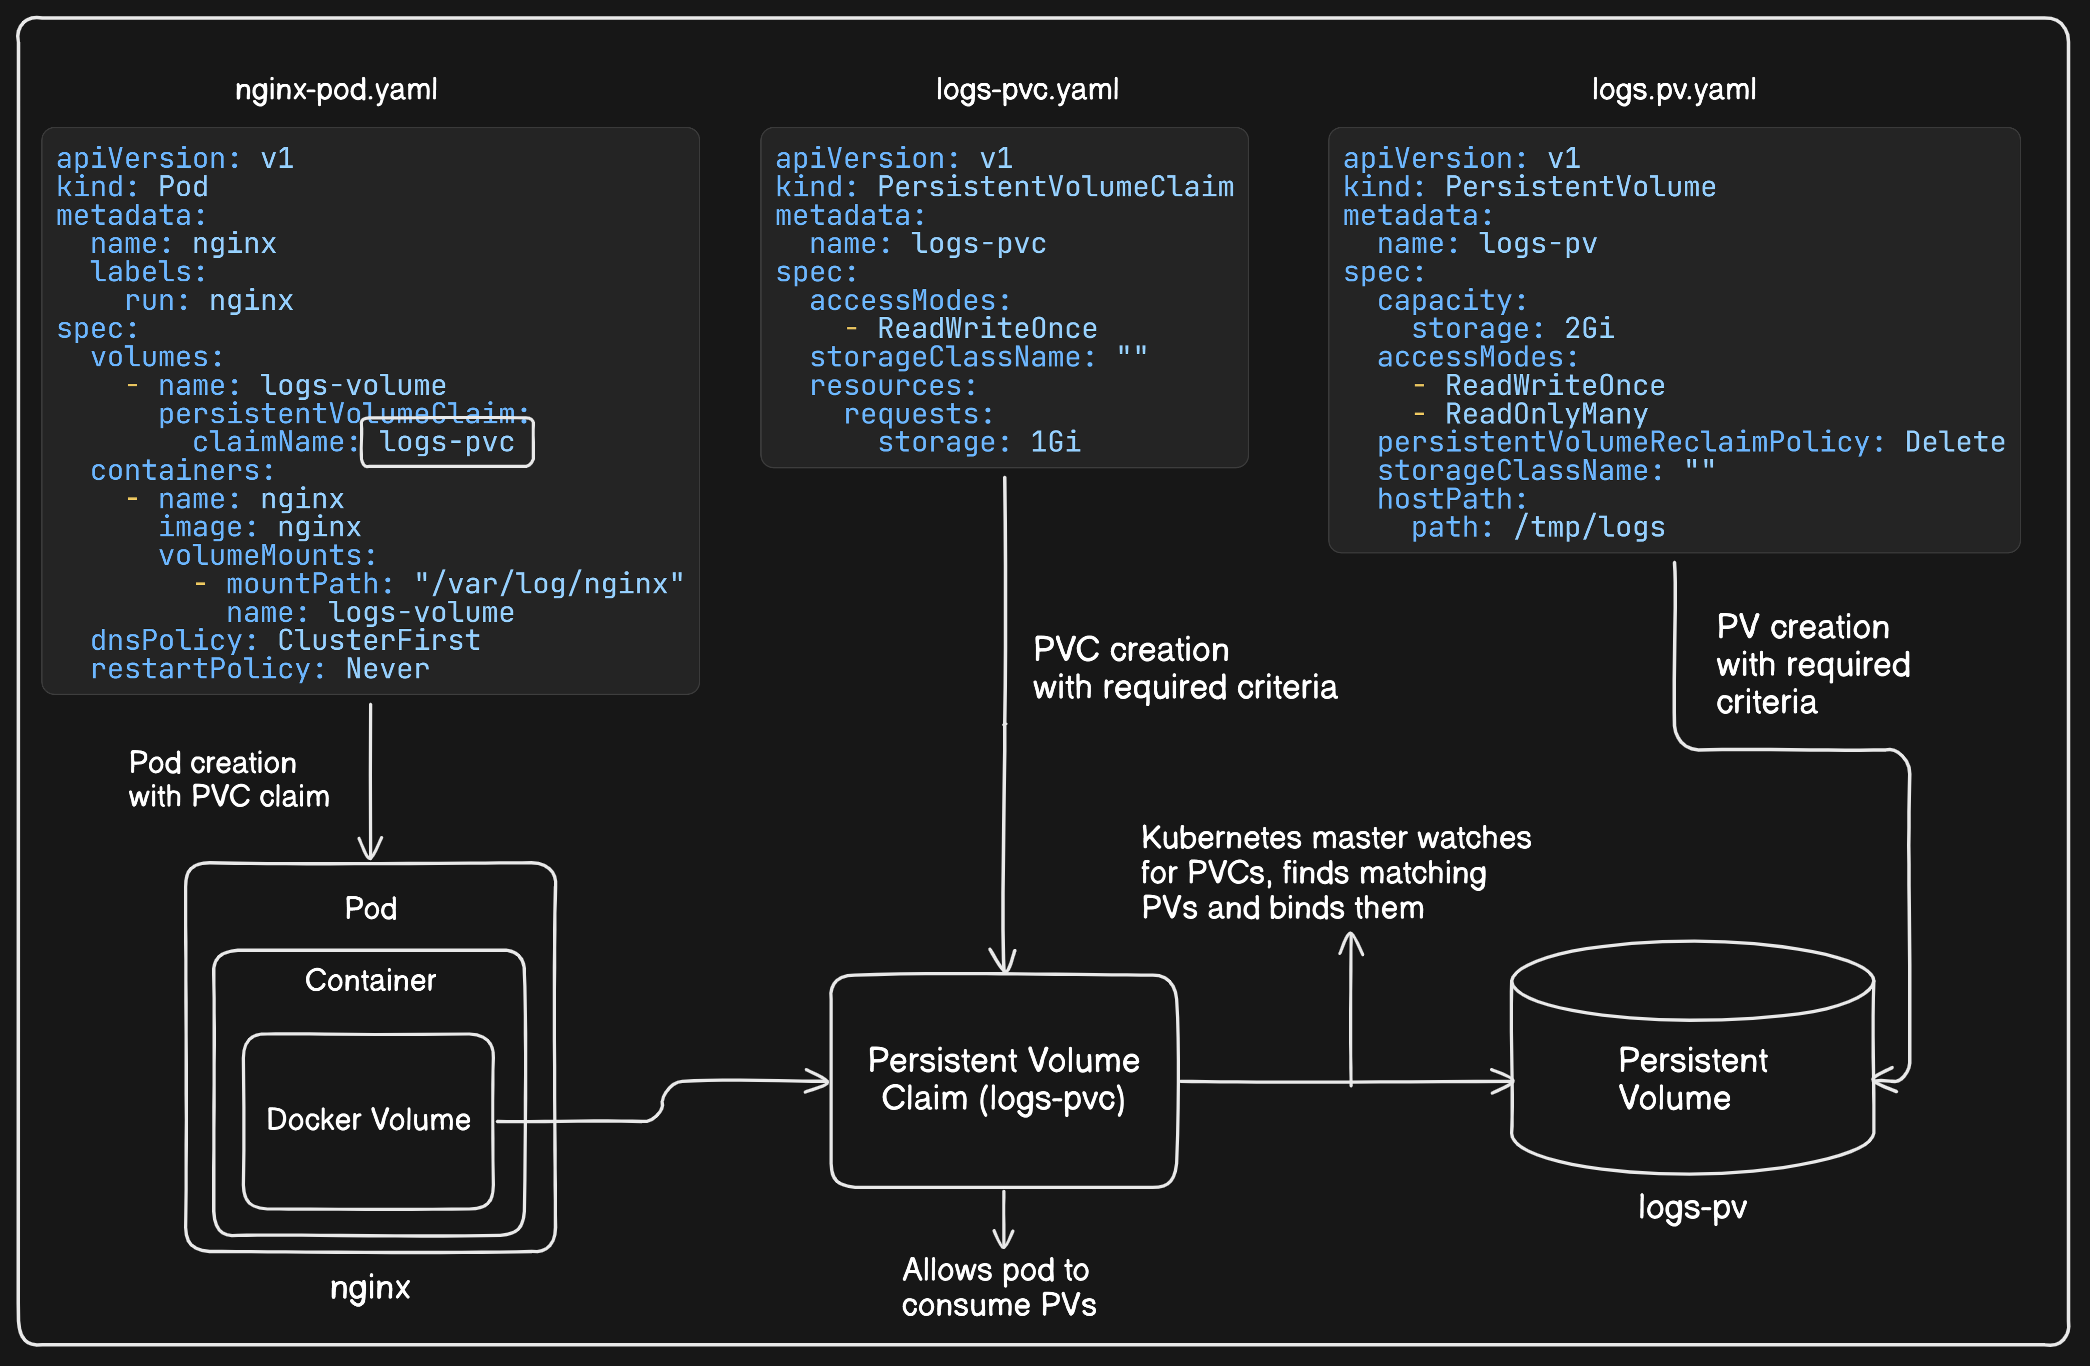 nginx-pod.yaml
apiVersion: v1
kind: Pod
metadata:
  name: nginx
  labels:
    run: nginx
spec:
  volumes:
    - name: logs-volume
      persistentVolumeClaim:
        claimName: logs-pvc
  containers:
    - name: nginx
      image: nginx
      volumeMounts:
        - mountPath: "/var/log/nginx"
          name: logs-volume
  dnsPolicy: ClusterFirst
  restartPolicy: Never
logs-pvc.yaml
apiVersion: v1
kind: PersistentVolumeClaim
metadata:
  name: logs-pvc
spec:
  accessModes:
    - ReadWriteOnce
  storageClassName: ""
  resources:
    requests:
      storage: 1Gi
logs.pv.yaml
apiVersion: v1
kind: PersistentVolume
metadata:
  name: logs-pv
spec:
  capacity:
    storage: 2Gi
  accessModes:
    - ReadWriteOnce
    - ReadOnlyMany
  persistentVolumeReclaimPolicy: Delete
  storageClassName: ""
  hostPath:
    path: /tmp/logs
Pod creation
with PVC claim
PVC creation
with required criteria
PV creation
with required
criteria
Kubernetes master watches
for PVCs, finds matching
PVs and binds them
Pod
Container
Docker Volume
nginx
Persistent Volume
Claim (logs-pvc)
Allows pod to
consume PVs
Persistent
Volume
logs-pv